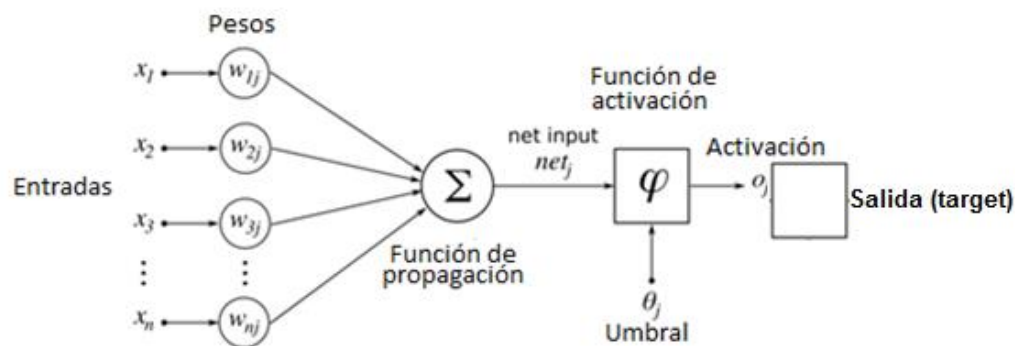 Pesos
x1
w1j
Función de
activación
x2
w2j
net input
netj
Activación
Entradas
Σ
φ
oj
Salida (target)
x3
w3j
Función de
propagación
⋮
⋮
θj
xn
wnj
Umbral